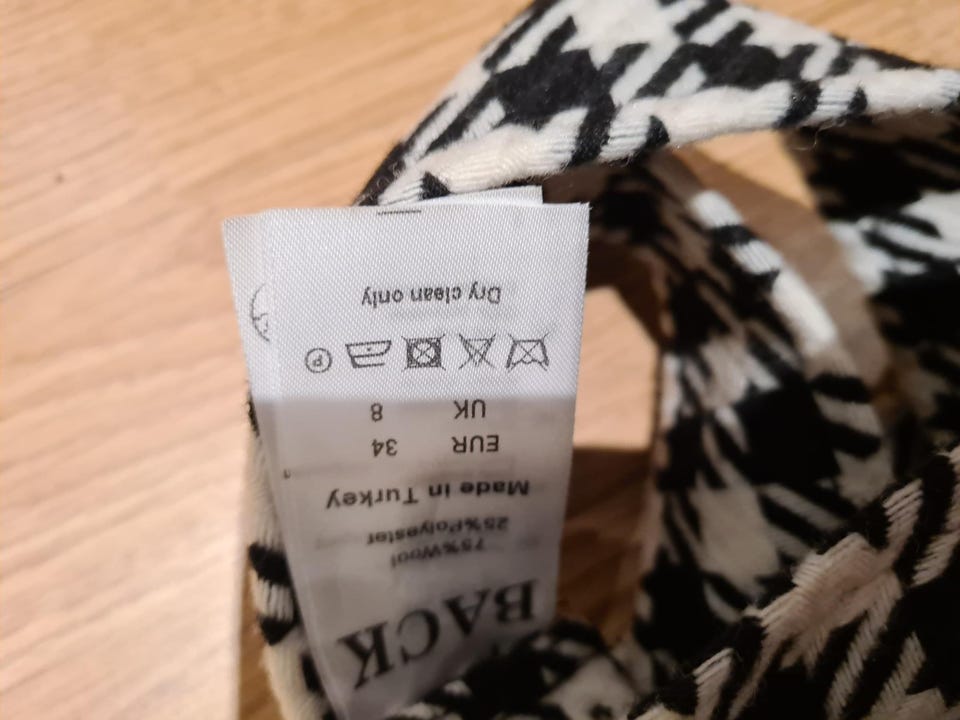 BACK
75%Wool
25%Polyester
Made in Turkey
EUR 34
UK 8
P
Dry clean only